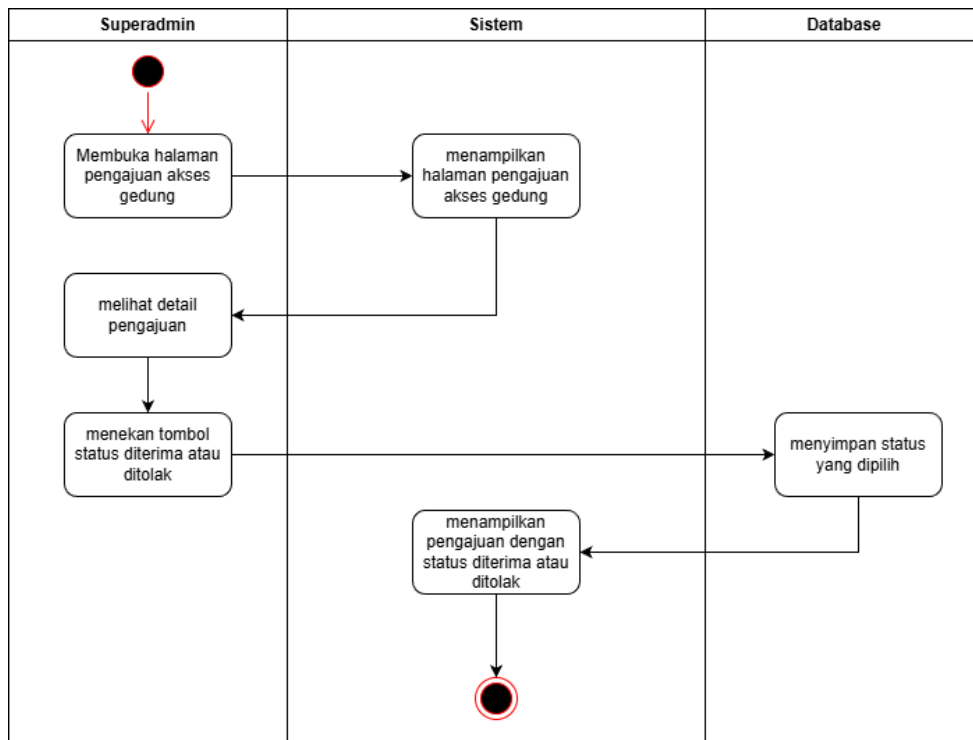 Superadmin
Sistem
Database
Membuka halaman
pengajuan akses
gedung
menampilkan
halaman pengajuan
akses gedung
melihat detail
pengajuan
menekan tombol
status diterima atau
ditolak
menyimpan status
yang dipilih
menampilkan
pengajuan dengan
status diterima atau
ditolak